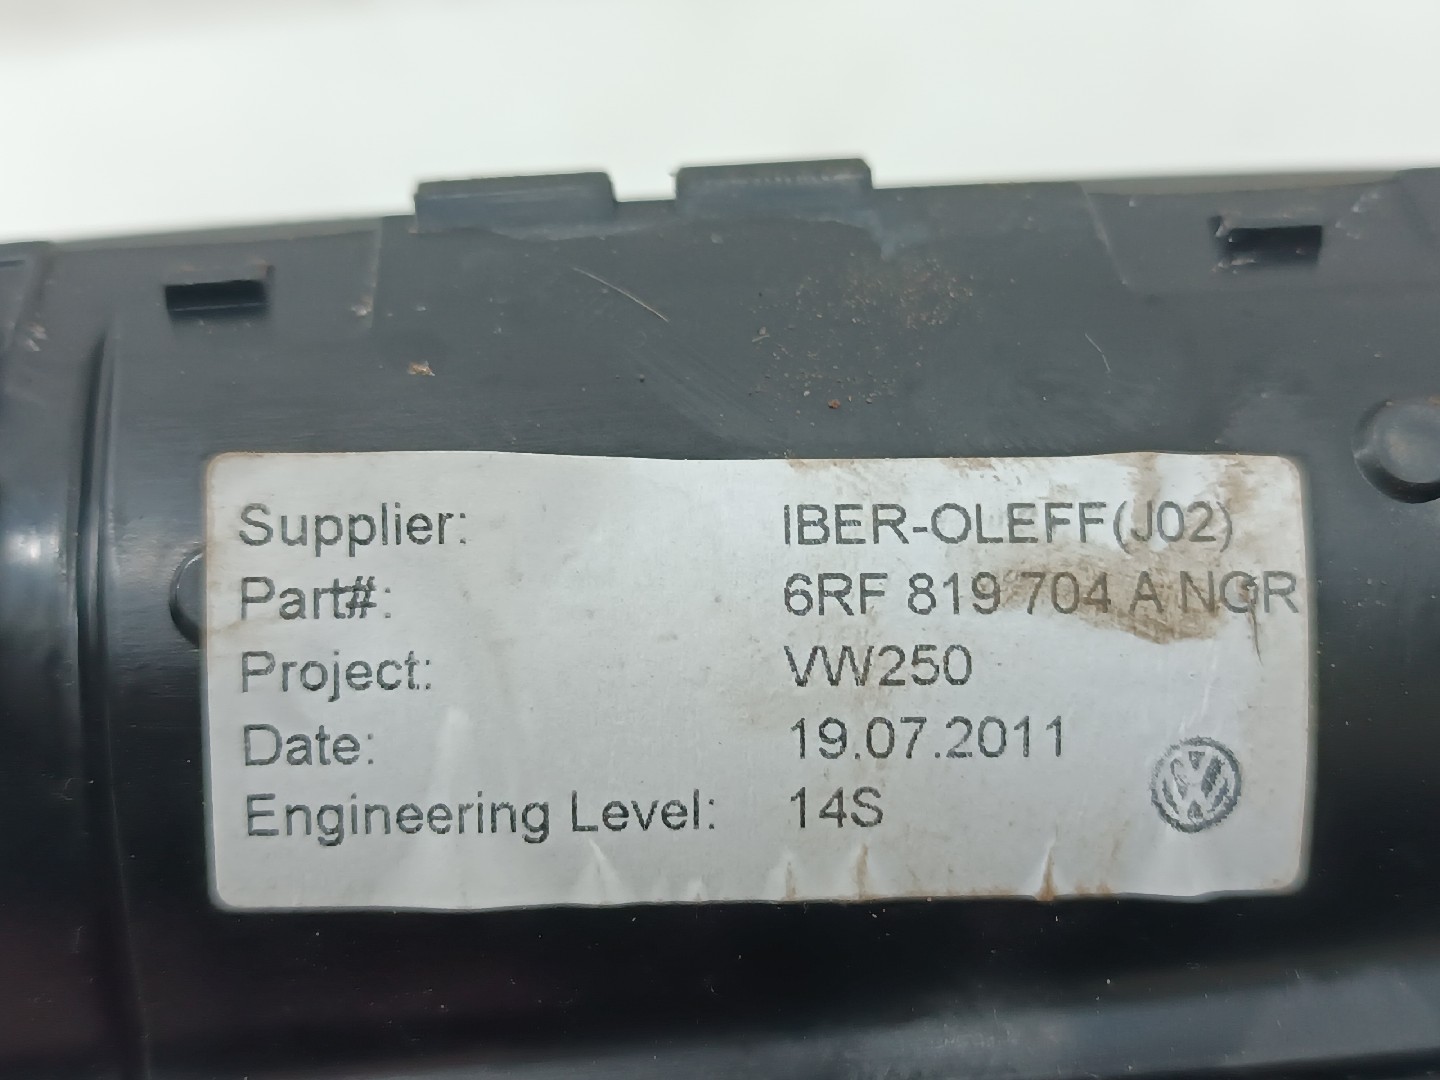 Supplier: IBER-OLEFF(J02)
Part#: 6RF 819 704 A NGR
Project: VW250
Date: 19.07.2011
Engineering Level: 14S